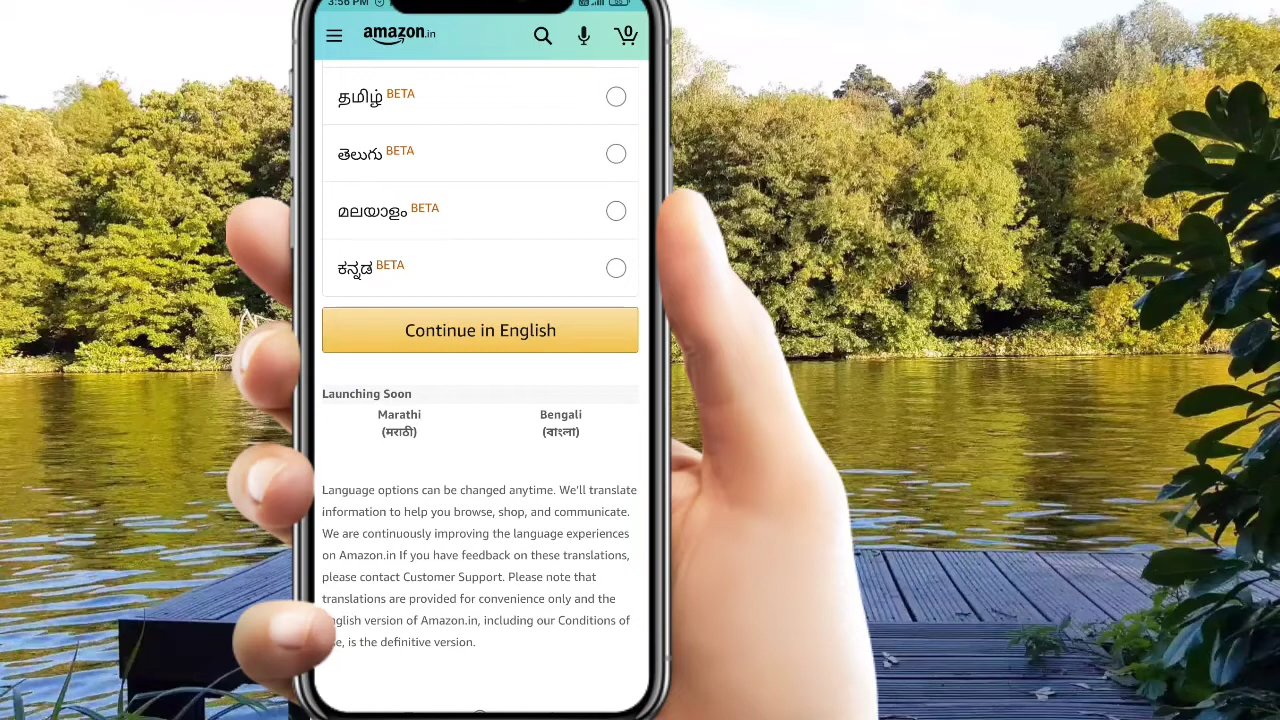 3:56 PM
amazon.in
0
தமிழ் BETA
తెలుగు BETA
മലയാളം BETA
ಕನ್ನಡ BETA
Continue in English
Launching Soon
Marathi
(मराठी)
Bengali
(বাংলা)
Language options can be changed anytime. We'll translate
information to help you browse, shop, and communicate.
We are continuously improving the language experiences
on Amazon.in If you have feedback on these translations,
please contact Customer Support. Please note that
translations are provided for convenience only and the
nglish version of Amazon.in, including our Conditions of
e, is the definitive version.